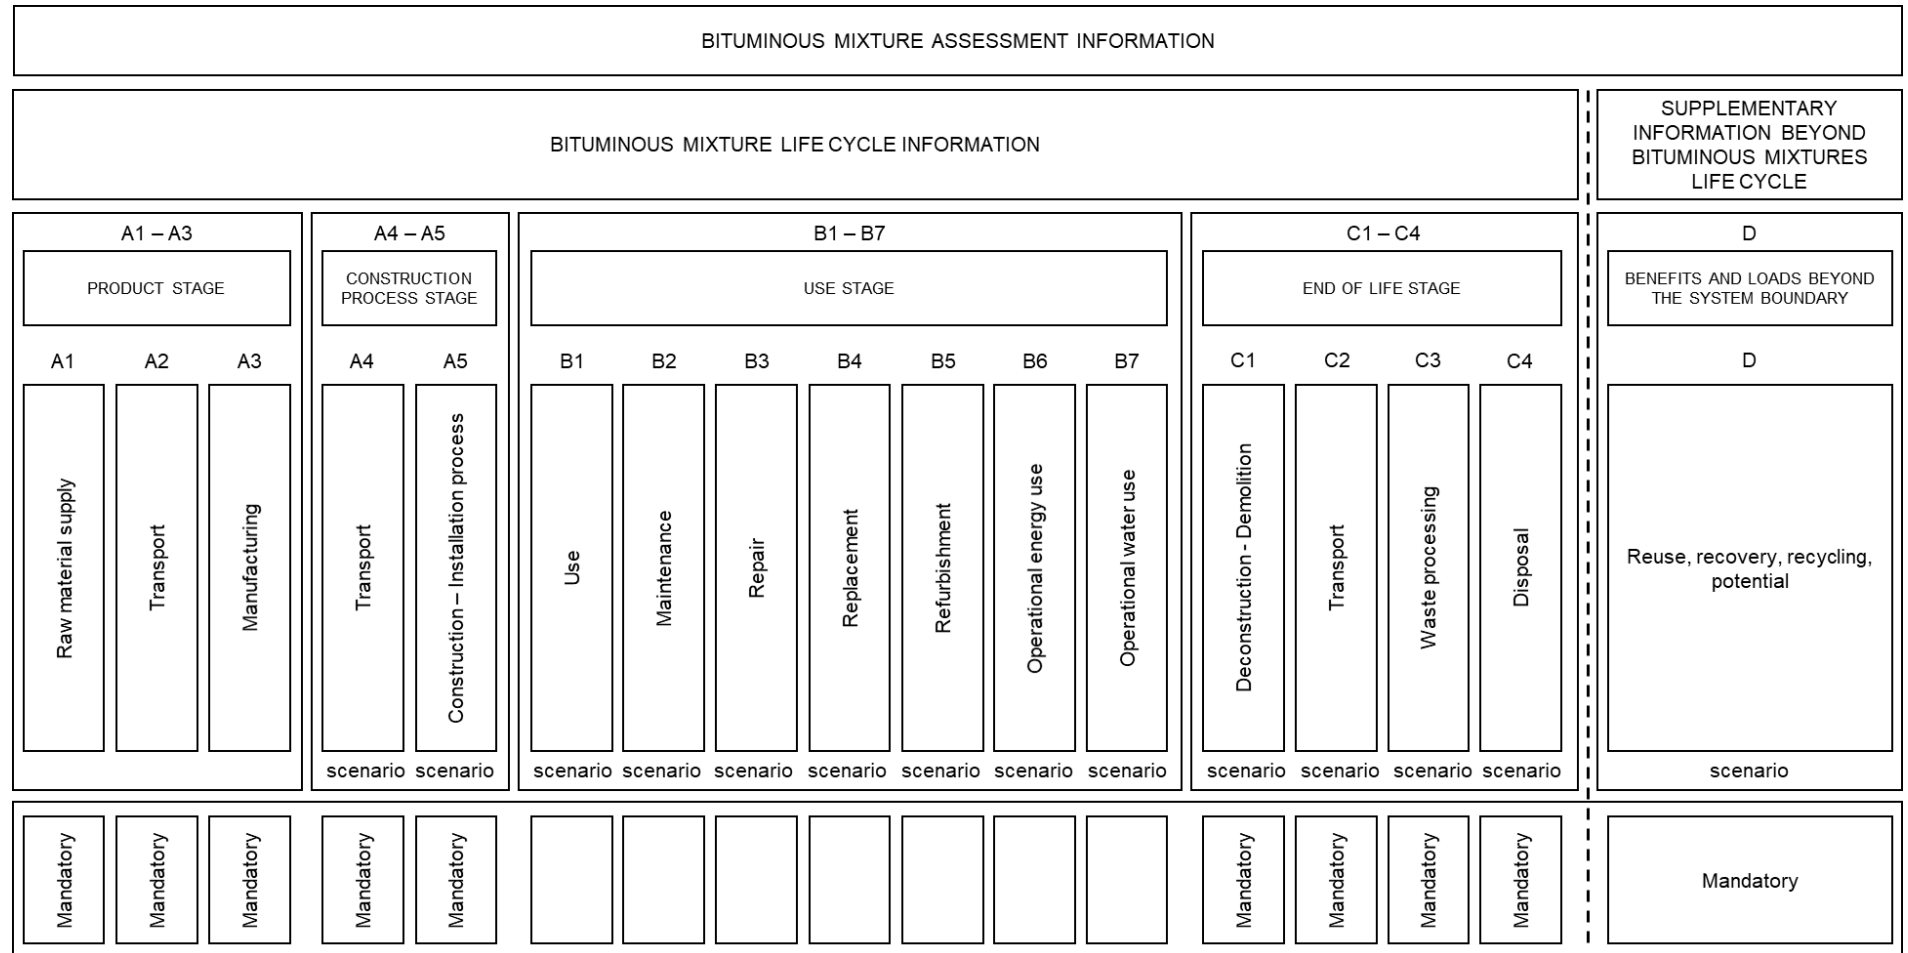 BITUMINOUS MIXTURE ASSESSMENT INFORMATION
BITUMINOUS MIXTURE LIFE CYCLE INFORMATION
SUPPLEMENTARY
INFORMATION BEYOND
BITUMINOUS MIXTURES
LIFE CYCLE
A1 – A3
PRODUCT STAGE
A4 – A5
CONSTRUCTION
PROCESS STAGE
B1 – B7
USE STAGE
C1 – C4
END OF LIFE STAGE
D
BENEFITS AND LOADS BEYOND
THE SYSTEM BOUNDARY
A1
A2
A3
A4
A5
B1
B2
B3
B4
B5
B6
B7
C1
C2
C3
C4
D
Raw material supply
Transport
Manufacturing
Transport
Construction – Installation process
Use
Maintenance
Repair
Replacement
Refurbishment
Operational energy use
Operational water use
Deconstruction - Demolition
Transport
Waste processing
Disposal
Reuse, recovery, recycling,
potential
scenario
scenario
scenario
scenario
scenario
scenario
scenario
scenario
scenario
scenario
scenario
scenario
scenario
scenario
Mandatory
Mandatory
Mandatory
Mandatory
Mandatory
Mandatory
Mandatory
Mandatory
Mandatory
Mandatory